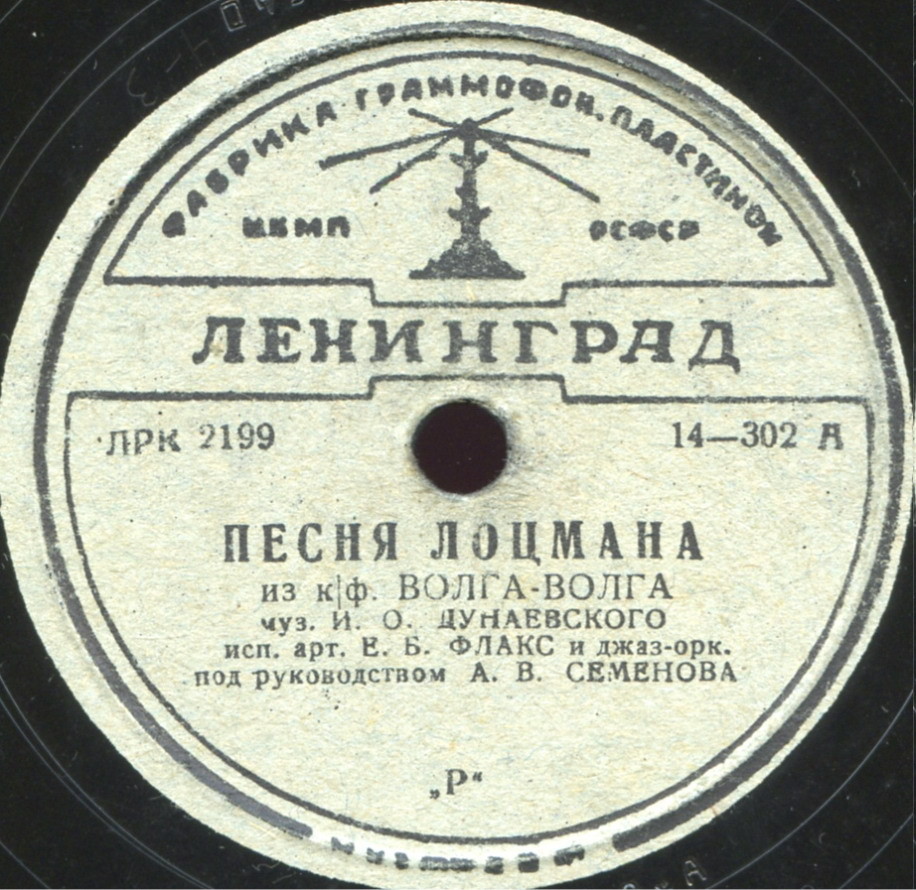 ФАБРИКА ГРАММОФОН. ПЛАСТИНОК
НКМП РСФСР
ЛЕНИНГРАД
ЛРК 2199 14—302 А
ПЕСНЯ ЛОЦМАНА
из к|ф. ВОЛГА-ВОЛГА
муз. И. О. ДУНАЕВСКОГО
исп. арт. Е. Б. ФЛАКС и джаз-орк.
под руководством А. В. СЕМЕНОВА
„Р“